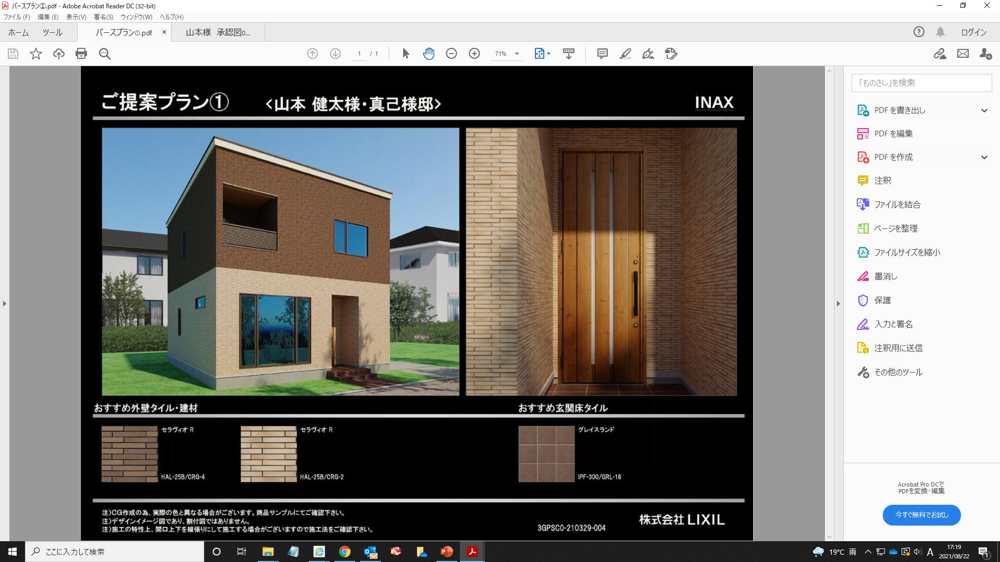 パースプラン①.pdf - Adobe Acrobat Reader DC (32-bit)
ファイル(F) 編集(E) 表示(V) 署名(S) ウィンドウ(W) ヘルプ(H)
ホーム ツール パースプラン①.pdf × 山本様 承認図0... ログイン
1 / 1 71%
ご提案プラン① <山本 健太様・真己様邸> INAX
おすすめ外壁タイル・建材 おすすめ玄関床タイル
セラヴィオ R セラヴィオ R グレイスランド
HAL-25B/CRG-4 HAL-25B/CRG-2 IPF-300/GRL-16
注)CG作成の為、実際の色と異なる場合がございます。商品サンプルにてご確認下さい。
注)デザインイメージ図であり、割付図ではありません。
注)施工の特性上、開口上下を縦張りにして施工する場合がございますので施工法をご確認下さい。
3GPSCO-210329-004 株式会社 LIXIL
「ものさし」を検索
PDF を書き出し
PDF を編集
PDF を作成
注釈
ファイルを結合
ページを整理
ファイルサイズを縮小
墨消し
保護
入力と署名
注釈用に送信
その他のツール
Acrobat Pro DCで
PDFを変換・編集
今すぐ無料でお試し
ここに入力して検索
19°C 雨 A 17:19
2021/08/22 1